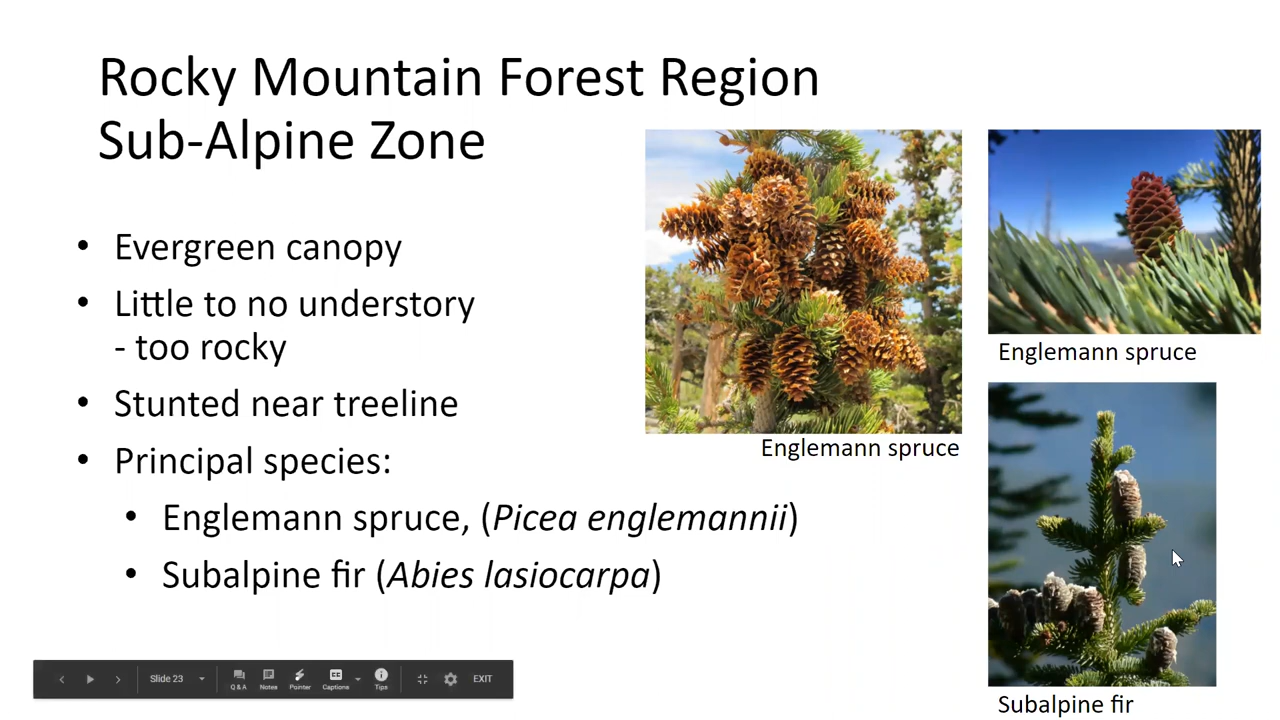 Rocky Mountain Forest Region
Sub-Alpine Zone
• Evergreen canopy
• Little to no understory
- too rocky
• Stunted near treeline
• Principal species:
• Englemann spruce, (Picea englemannii)
• Subalpine fir (Abies lasiocarpa)
Englemann spruce
Englemann spruce
Subalpine fir
Slide 23
Q & A
Notes
Pointer
CC
Captions
Tips
EXIT